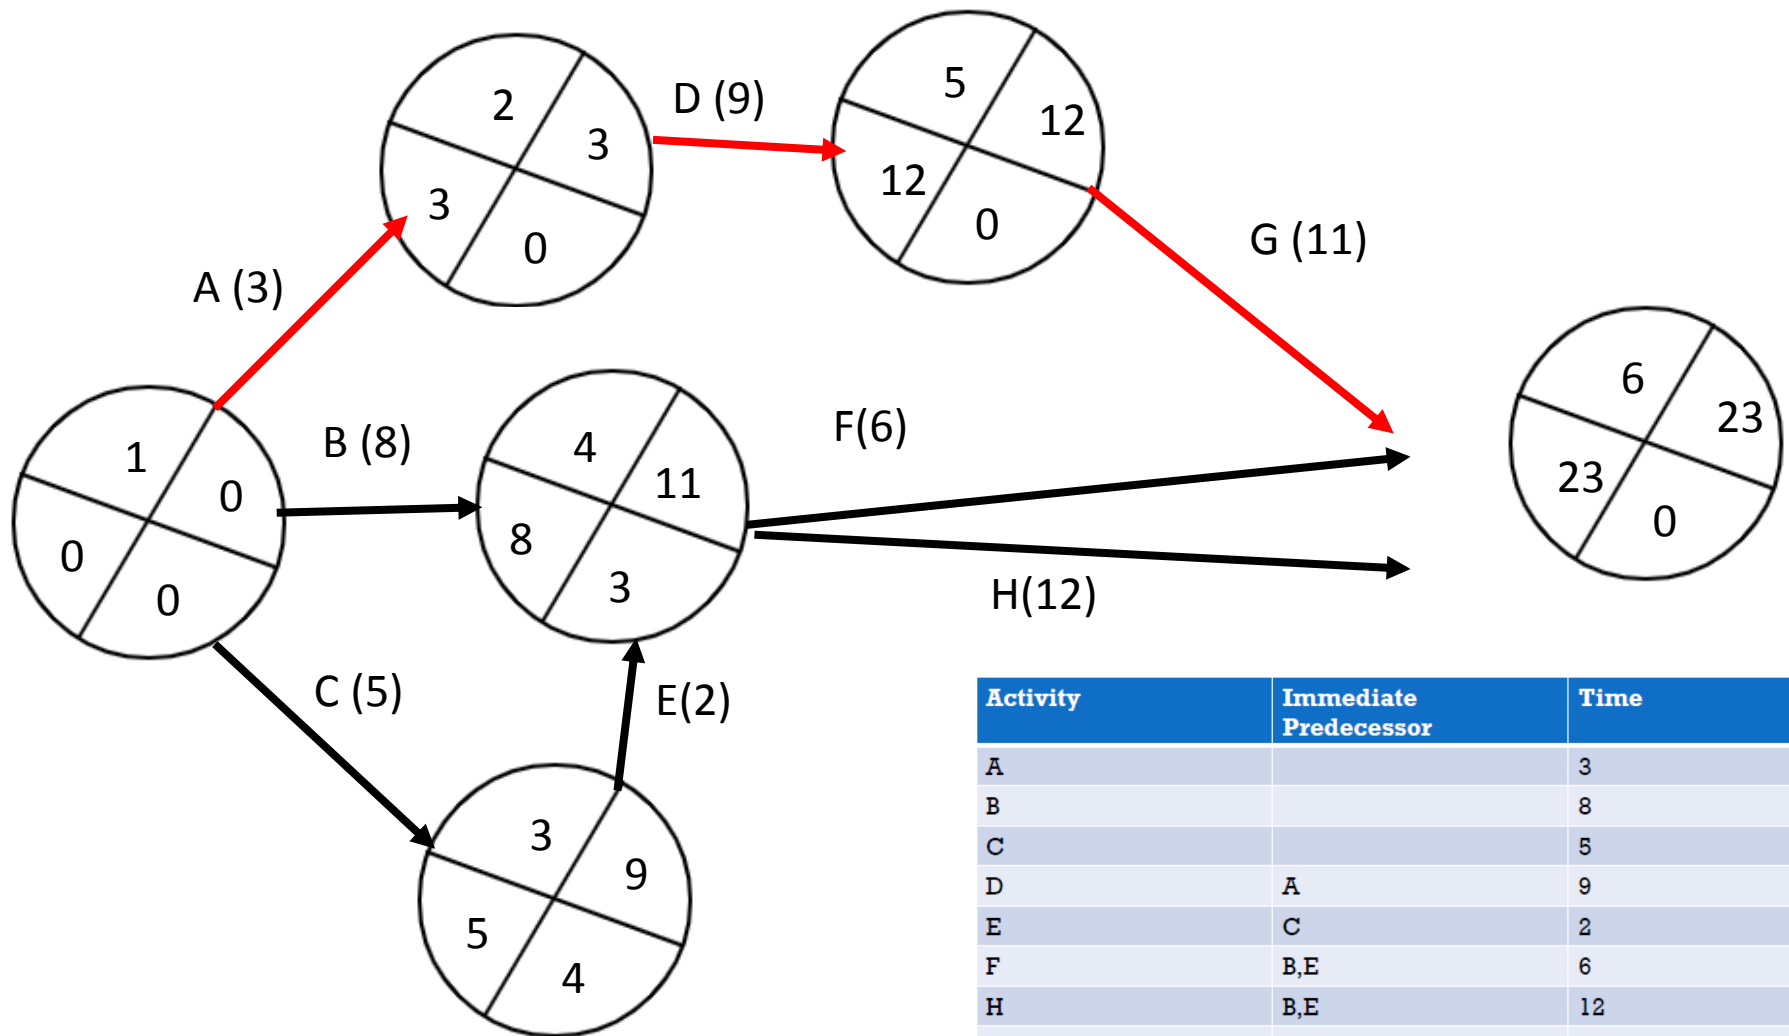 2
3
3
0
D (9)
5
12
12
0
A (3)
G (11)
1
0
0
0
B (8)
4
11
8
3
F(6)
H(12)
6
23
23
0
C (5)
E(2)
3
9
5
4
Activity Immediate Predecessor Time
A 3
B 8
C 5
D A 9
E C 2
F B,E 6
H B,E 12